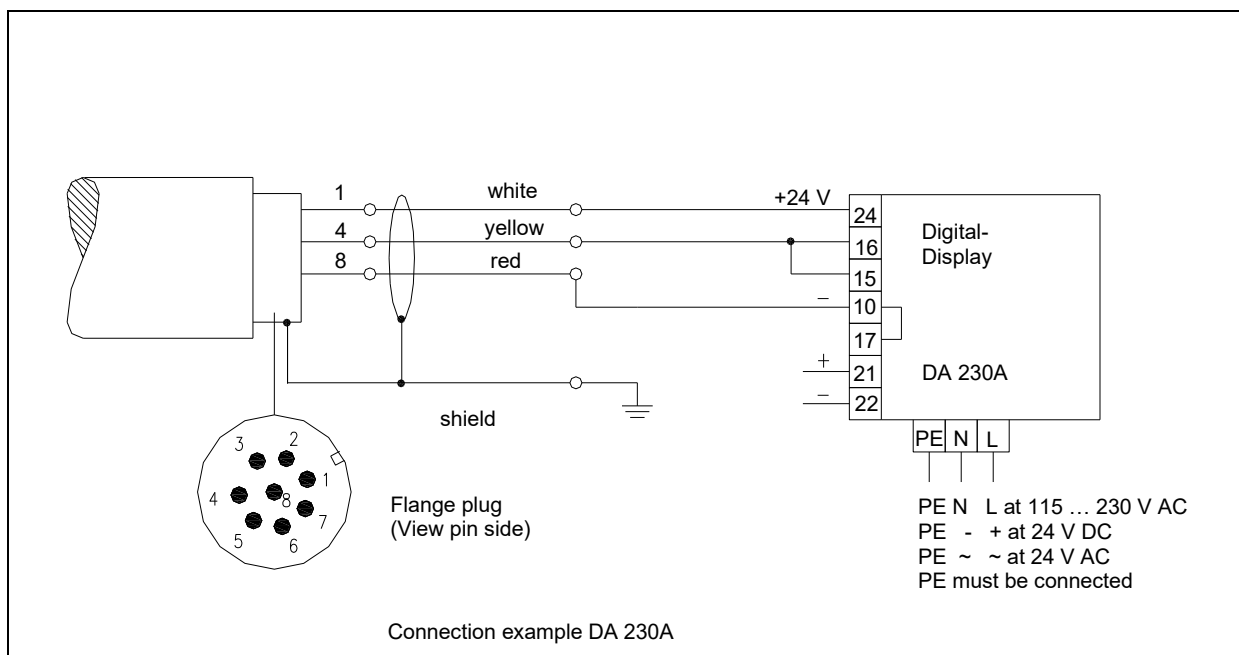 1 white +24 V 24
4 yellow 16
8 red 15
– 10
17
+ 21
– 22
Digital-
Display
DA 230A
shield
PE N L
3 2
1
4 8
7
5 6
Flange plug
(View pin side)
PE N L at 115 … 230 V AC
PE - + at 24 V DC
PE ~ ~ at 24 V AC
PE must be connected
Connection example DA 230A